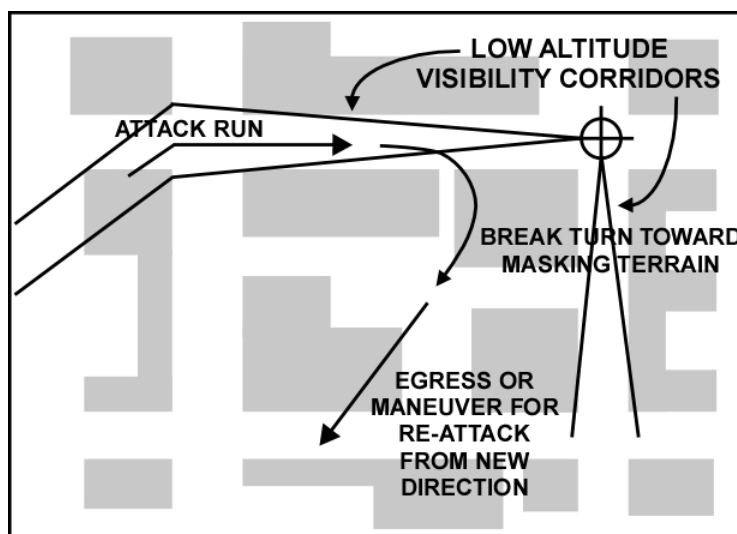 LOW ALTITUDE
VISIBILITY CORRIDORS
ATTACK RUN
BREAK TURN TOWARD
MASKING TERRAIN
EGRESS OR
MANEUVER FOR
RE-ATTACK
FROM NEW
DIRECTION